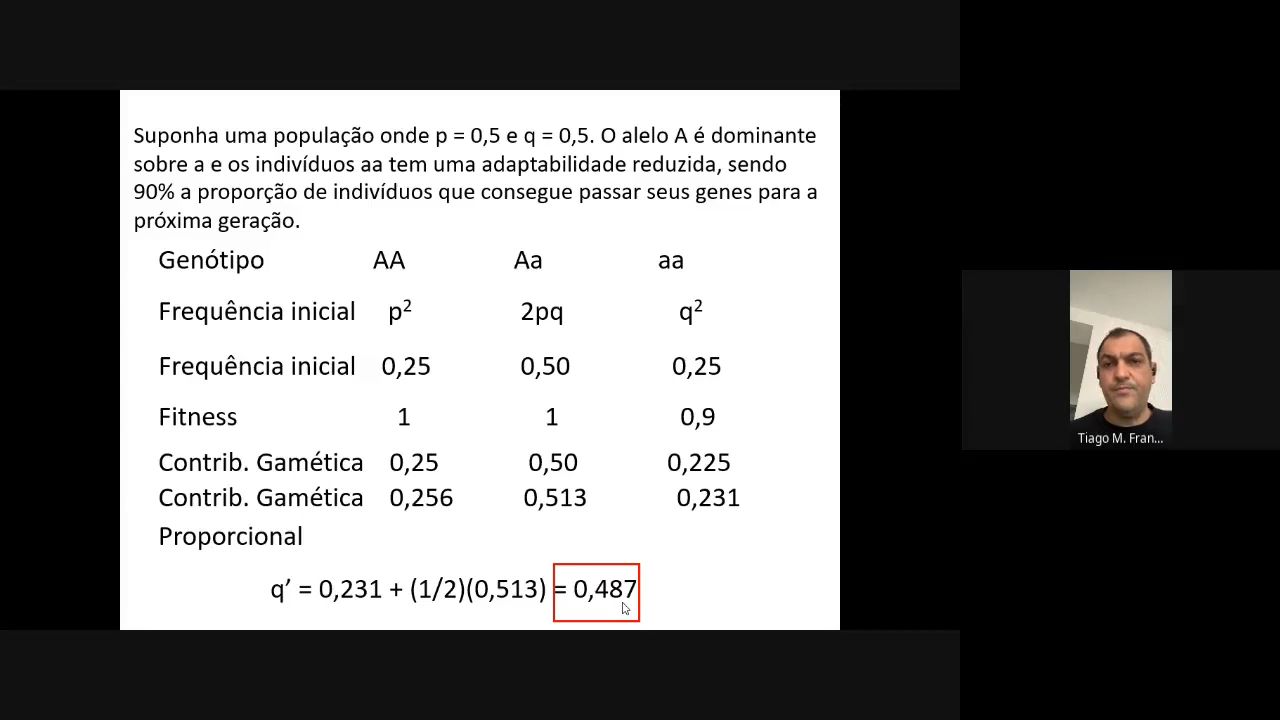 Suponha uma população onde p = 0,5 e q = 0,5. O alelo A é dominante
sobre a e os indivíduos aa tem uma adaptabilidade reduzida, sendo
90% a proporção de indivíduos que consegue passar seus genes para a
próxima geração.
Genótipo AA Aa aa
Frequência inicial p² 2pq q²
Frequência inicial 0,25 0,50 0,25
Fitness 1 1 0,9
Contrib. Gamética 0,25 0,50 0,225
Contrib. Gamética 0,256 0,513 0,231
Proporcional
q’ = 0,231 + (1/2)(0,513) = 0,487
Tiago M. Fran...